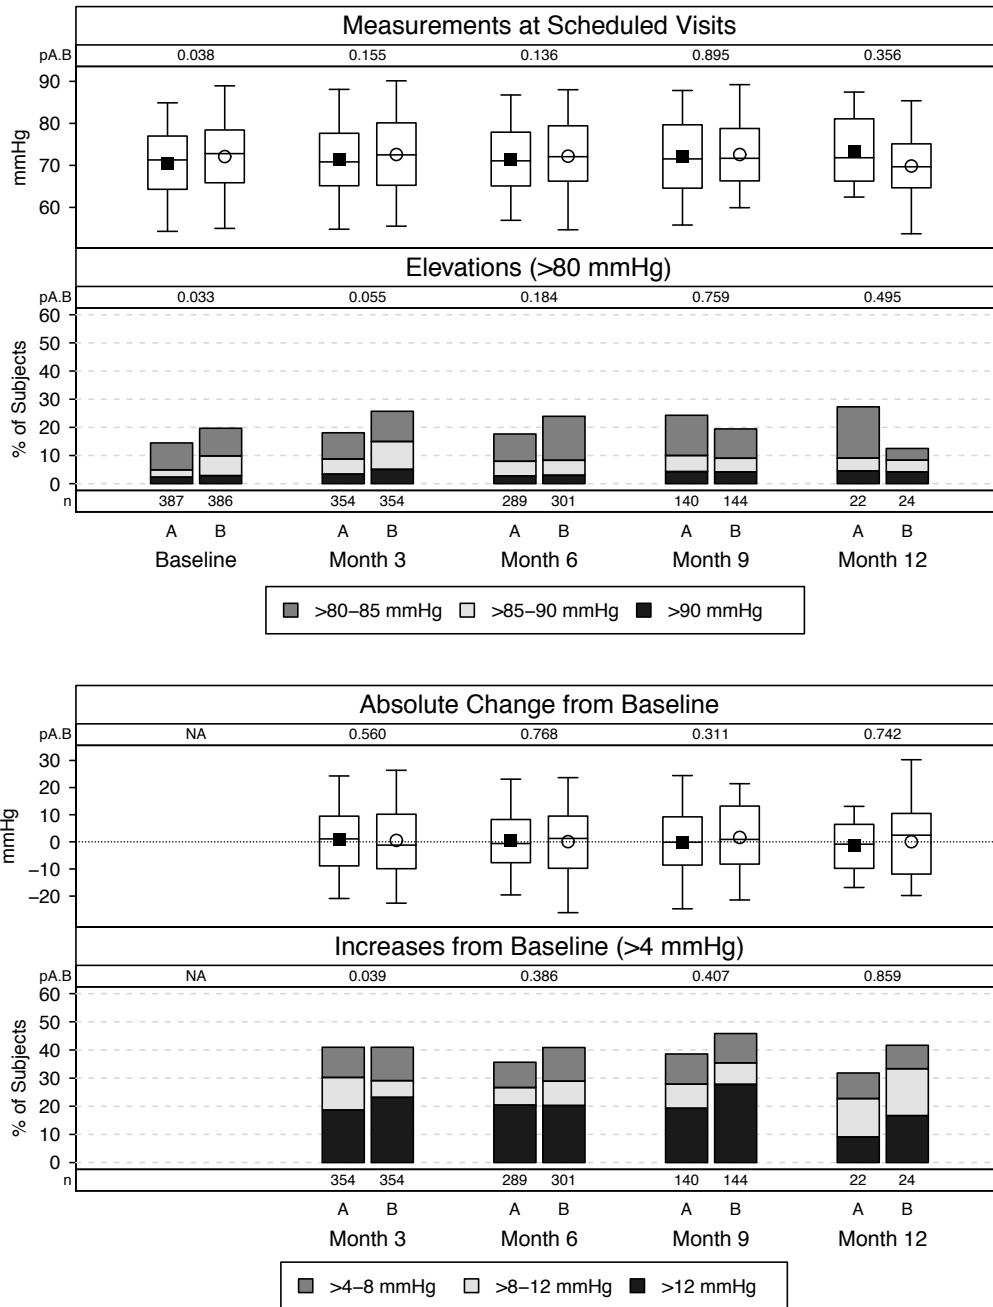 Measurements at Scheduled Visits
pA.B 0.038 0.155 0.136 0.895 0.356
90
80
70
60
mmHg
Elevations (>80 mmHg)
pA.B 0.033 0.055 0.184 0.759 0.495
60
50
40
30
20
10
0
% of Subjects
n 387 386 354 354 289 301 140 144 22 24
A B A B A B A B A B
Baseline Month 3 Month 6 Month 9 Month 12
>80–85 mmHg >85–90 mmHg >90 mmHg
Absolute Change from Baseline
pA.B NA 0.560 0.768 0.311 0.742
30
20
10
0
−10
−20
mmHg
Increases from Baseline (>4 mmHg)
pA.B NA 0.039 0.386 0.407 0.859
60
50
40
30
20
10
0
% of Subjects
n 354 354 289 301 140 144 22 24
A B A B A B A B
Month 3 Month 6 Month 9 Month 12
>4–8 mmHg >8–12 mmHg >12 mmHg